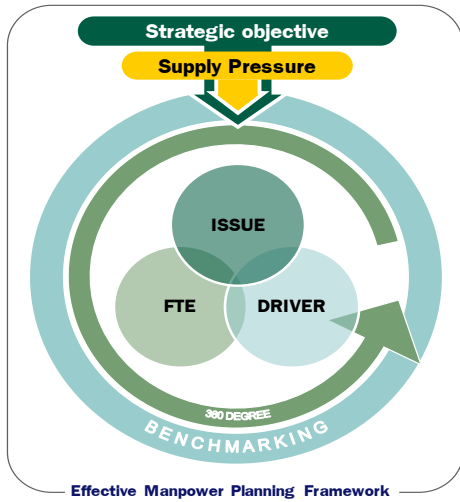 Strategic objective
Supply Pressure
ISSUE
FTE
DRIVER
360 DEGREE
BENCHMARKING
Effective Manpower Planning Framework